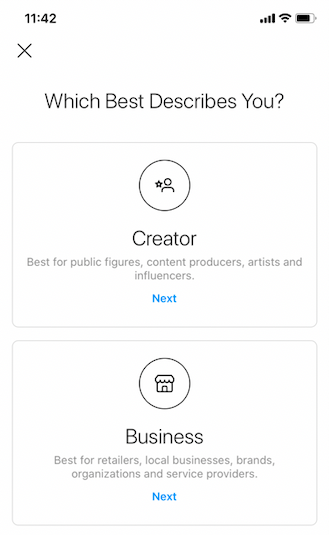 11:42
Which Best Describes You?
Creator
Best for public figures, content producers, artists and
influencers.
Next
Business
Best for retailers, local businesses, brands,
organizations and service providers.
Next